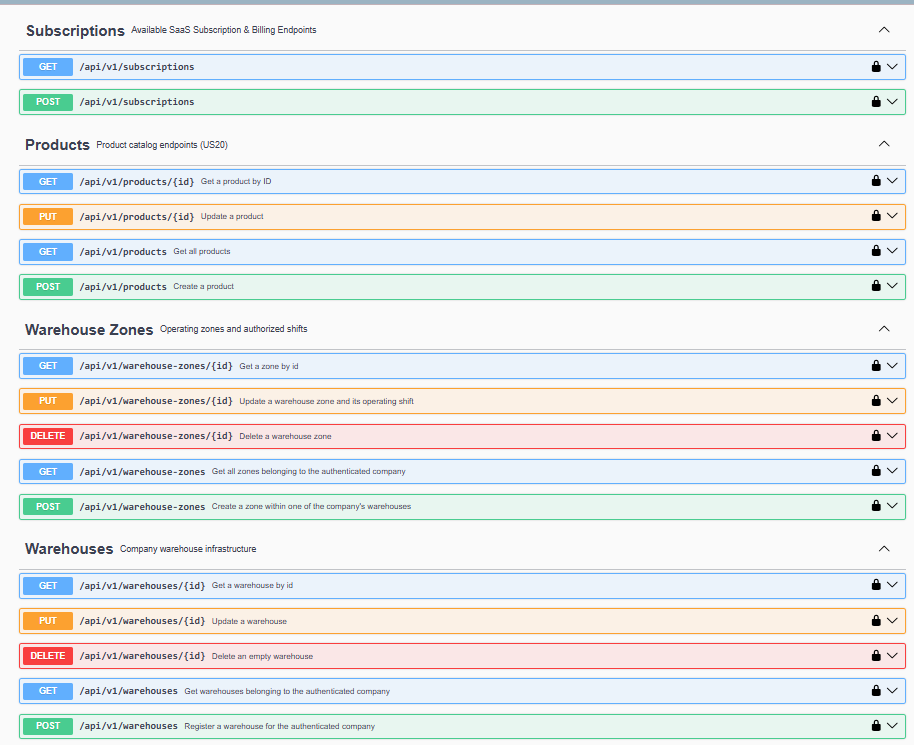 Subscriptions Available SaaS Subscription & Billing Endpoints
GET /api/v1/subscriptions
POST /api/v1/subscriptions
Products Product catalog endpoints (US20)
GET /api/v1/products/{id} Get a product by ID
PUT /api/v1/products/{id} Update a product
GET /api/v1/products Get all products
POST /api/v1/products Create a product
Warehouse Zones Operating zones and authorized shifts
GET /api/v1/warehouse-zones/{id} Get a zone by id
PUT /api/v1/warehouse-zones/{id} Update a warehouse zone and its operating shift
DELETE /api/v1/warehouse-zones/{id} Delete a warehouse zone
GET /api/v1/warehouse-zones Get all zones belonging to the authenticated company
POST /api/v1/warehouse-zones Create a zone within one of the company's warehouses
Warehouses Company warehouse infrastructure
GET /api/v1/warehouses/{id} Get a warehouse by id
PUT /api/v1/warehouses/{id} Update a warehouse
DELETE /api/v1/warehouses/{id} Delete an empty warehouse
GET /api/v1/warehouses Get warehouses belonging to the authenticated company
POST /api/v1/warehouses Register a warehouse for the authenticated company